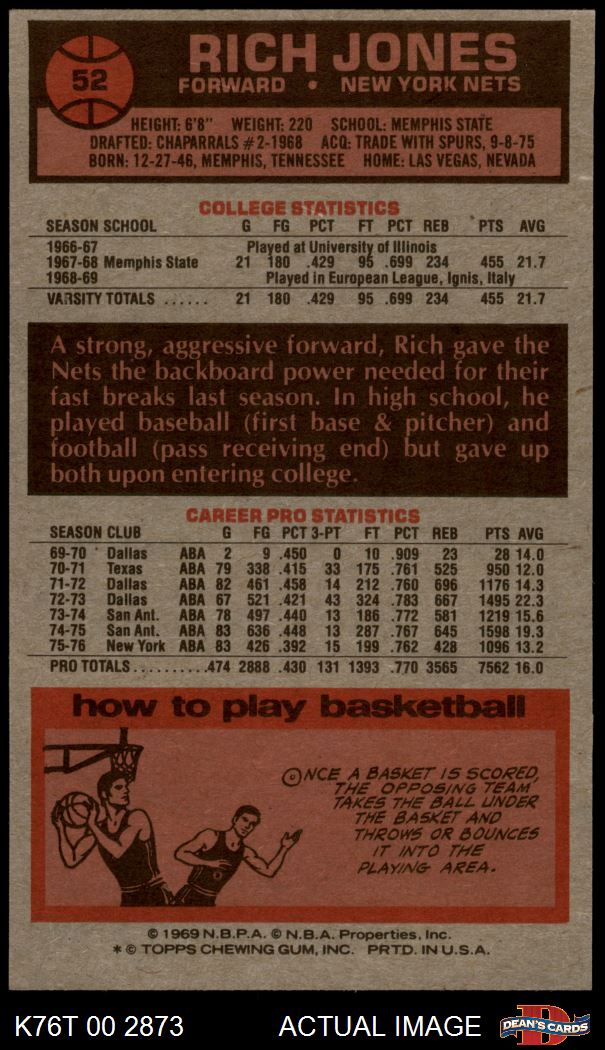 52
RICH JONES
FORWARD • NEW YORK NETS
HEIGHT: 6'8" WEIGHT: 220 SCHOOL: MEMPHIS STATE
DRAFTED: CHAPARRALS #2-1968 ACQ: TRADE WITH SPURS, 9-8-75
BORN: 12-27-46, MEMPHIS, TENNESSEE HOME: LAS VEGAS, NEVADA
COLLEGE STATISTICS
SEASON SCHOOL G FG PCT FT PCT REB PTS AVG
1966-67 Played at University of Illinois
1967-68 Memphis State 21 180 .429 95 .699 234 455 21.7
1968-69 Played in European League, Ignis, Italy
VARSITY TOTALS ...... 21 180 .429 95 .699 234 455 21.7
A strong, aggressive forward, Rich gave the
Nets the backboard power needed for their
fast breaks last season. In high school, he
played baseball (first base & pitcher) and
football (pass receiving end) but gave up
both upon entering college.
CAREER PRO STATISTICS
SEASON CLUB G FG PCT 3-PT FT PCT REB PTS AVG
69-70 Dallas ABA 2 9 .450 0 10 .909 23 28 14.0
70-71 Texas ABA 79 338 .415 33 175 .761 525 950 12.0
71-72 Dallas ABA 82 461 .458 14 212 .760 696 1176 14.3
72-73 Dallas ABA 67 521 .421 43 324 .783 667 1495 22.3
73-74 San Ant. ABA 78 497 .440 13 186 .772 581 1219 15.6
74-75 San Ant. ABA 83 636 .448 13 287 .767 645 1598 19.3
75-76 New York ABA 83 426 .392 15 199 .762 428 1096 13.2
PRO TOTALS.......... .474 2888 .430 131 1393 .770 3565 7562 16.0
how to play basketball
ONCE A BASKET IS SCORED,
THE OPPOSING TEAM
TAKES THE BALL UNDER
THE BASKET AND
THROWS OR BOUNCES
IT INTO THE
PLAYING AREA.
© 1969 N.B.P.A. © N.B.A. Properties, Inc.
* © TOPPS CHEWING GUM, INC. PRTD. IN U.S.A.
K76T 00 2873 ACTUAL IMAGE
D
DEAN'S CARDS